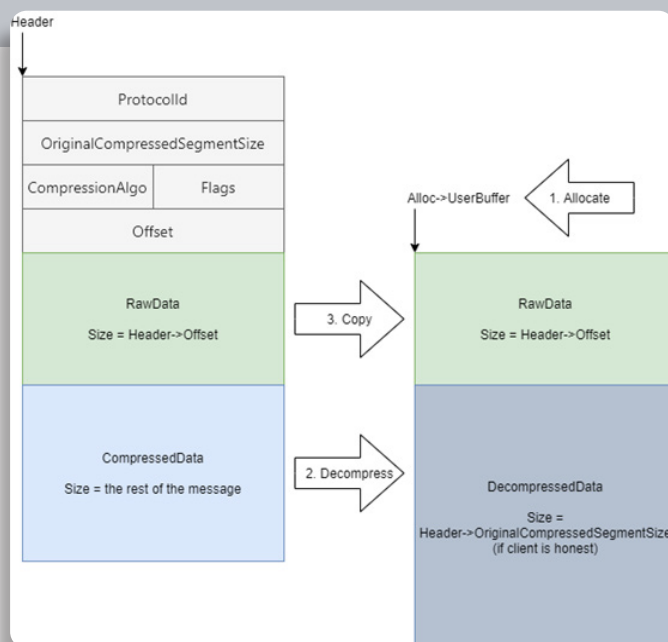 Header
ProtocolId
OriginalCompressedSegmentSize
CompressionAlgo
Flags
Offset
Alloc->UserBuffer
1. Allocate
RawData
Size = Header->Offset
3. Copy
RawData
Size = Header->Offset
CompressedData
Size = the rest of the message
2. Decompress
DecompressedData
Size =
Header->OriginalCompressedSegmentSize
(if client is honest)